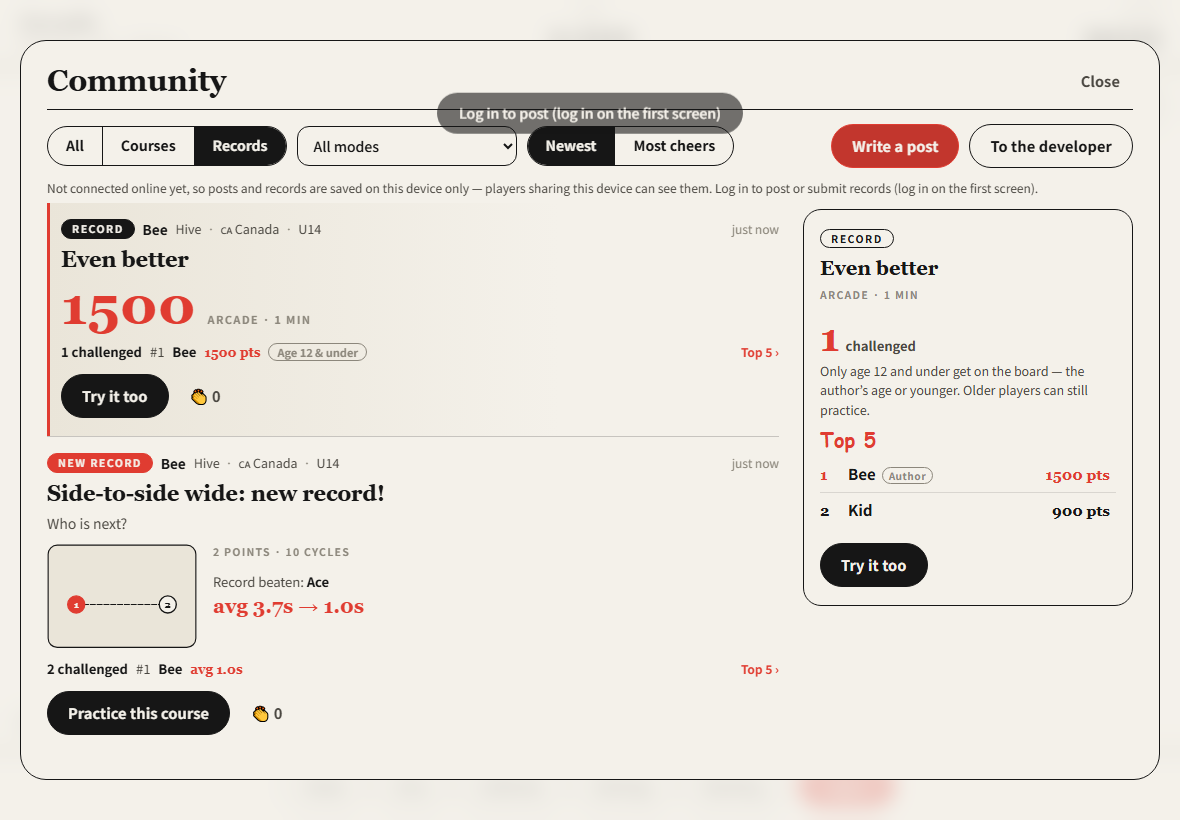 Community
Close
Log in to post (log in on the first screen)
All
Courses
Records
All modes
Newest
Most cheers
Write a post
To the developer
Not connected online yet, so posts and records are saved on this device only — players sharing this device can see them. Log in to post or submit records (log in on the first screen).
RECORD Bee Hive · CA Canada · U14 just now
Even better
1500 ARCADE · 1 MIN
1 challenged #1 Bee 1500 pts Age 12 & under Top 5 ›
Try it too 👏 0
NEW RECORD Bee Hive · CA Canada · U14 just now
Side-to-side wide: new record!
Who is next?
1 2
2 POINTS · 10 CYCLES
Record beaten: Ace
avg 3.7s → 1.0s
2 challenged #1 Bee avg 1.0s Top 5 ›
Practice this course 👏 0
RECORD
Even better
ARCADE · 1 MIN
1 challenged
Only age 12 and under get on the board — the
author’s age or younger. Older players can still
practice.
Top 5
1 Bee Author 1500 pts
2 Kid 900 pts
Try it too